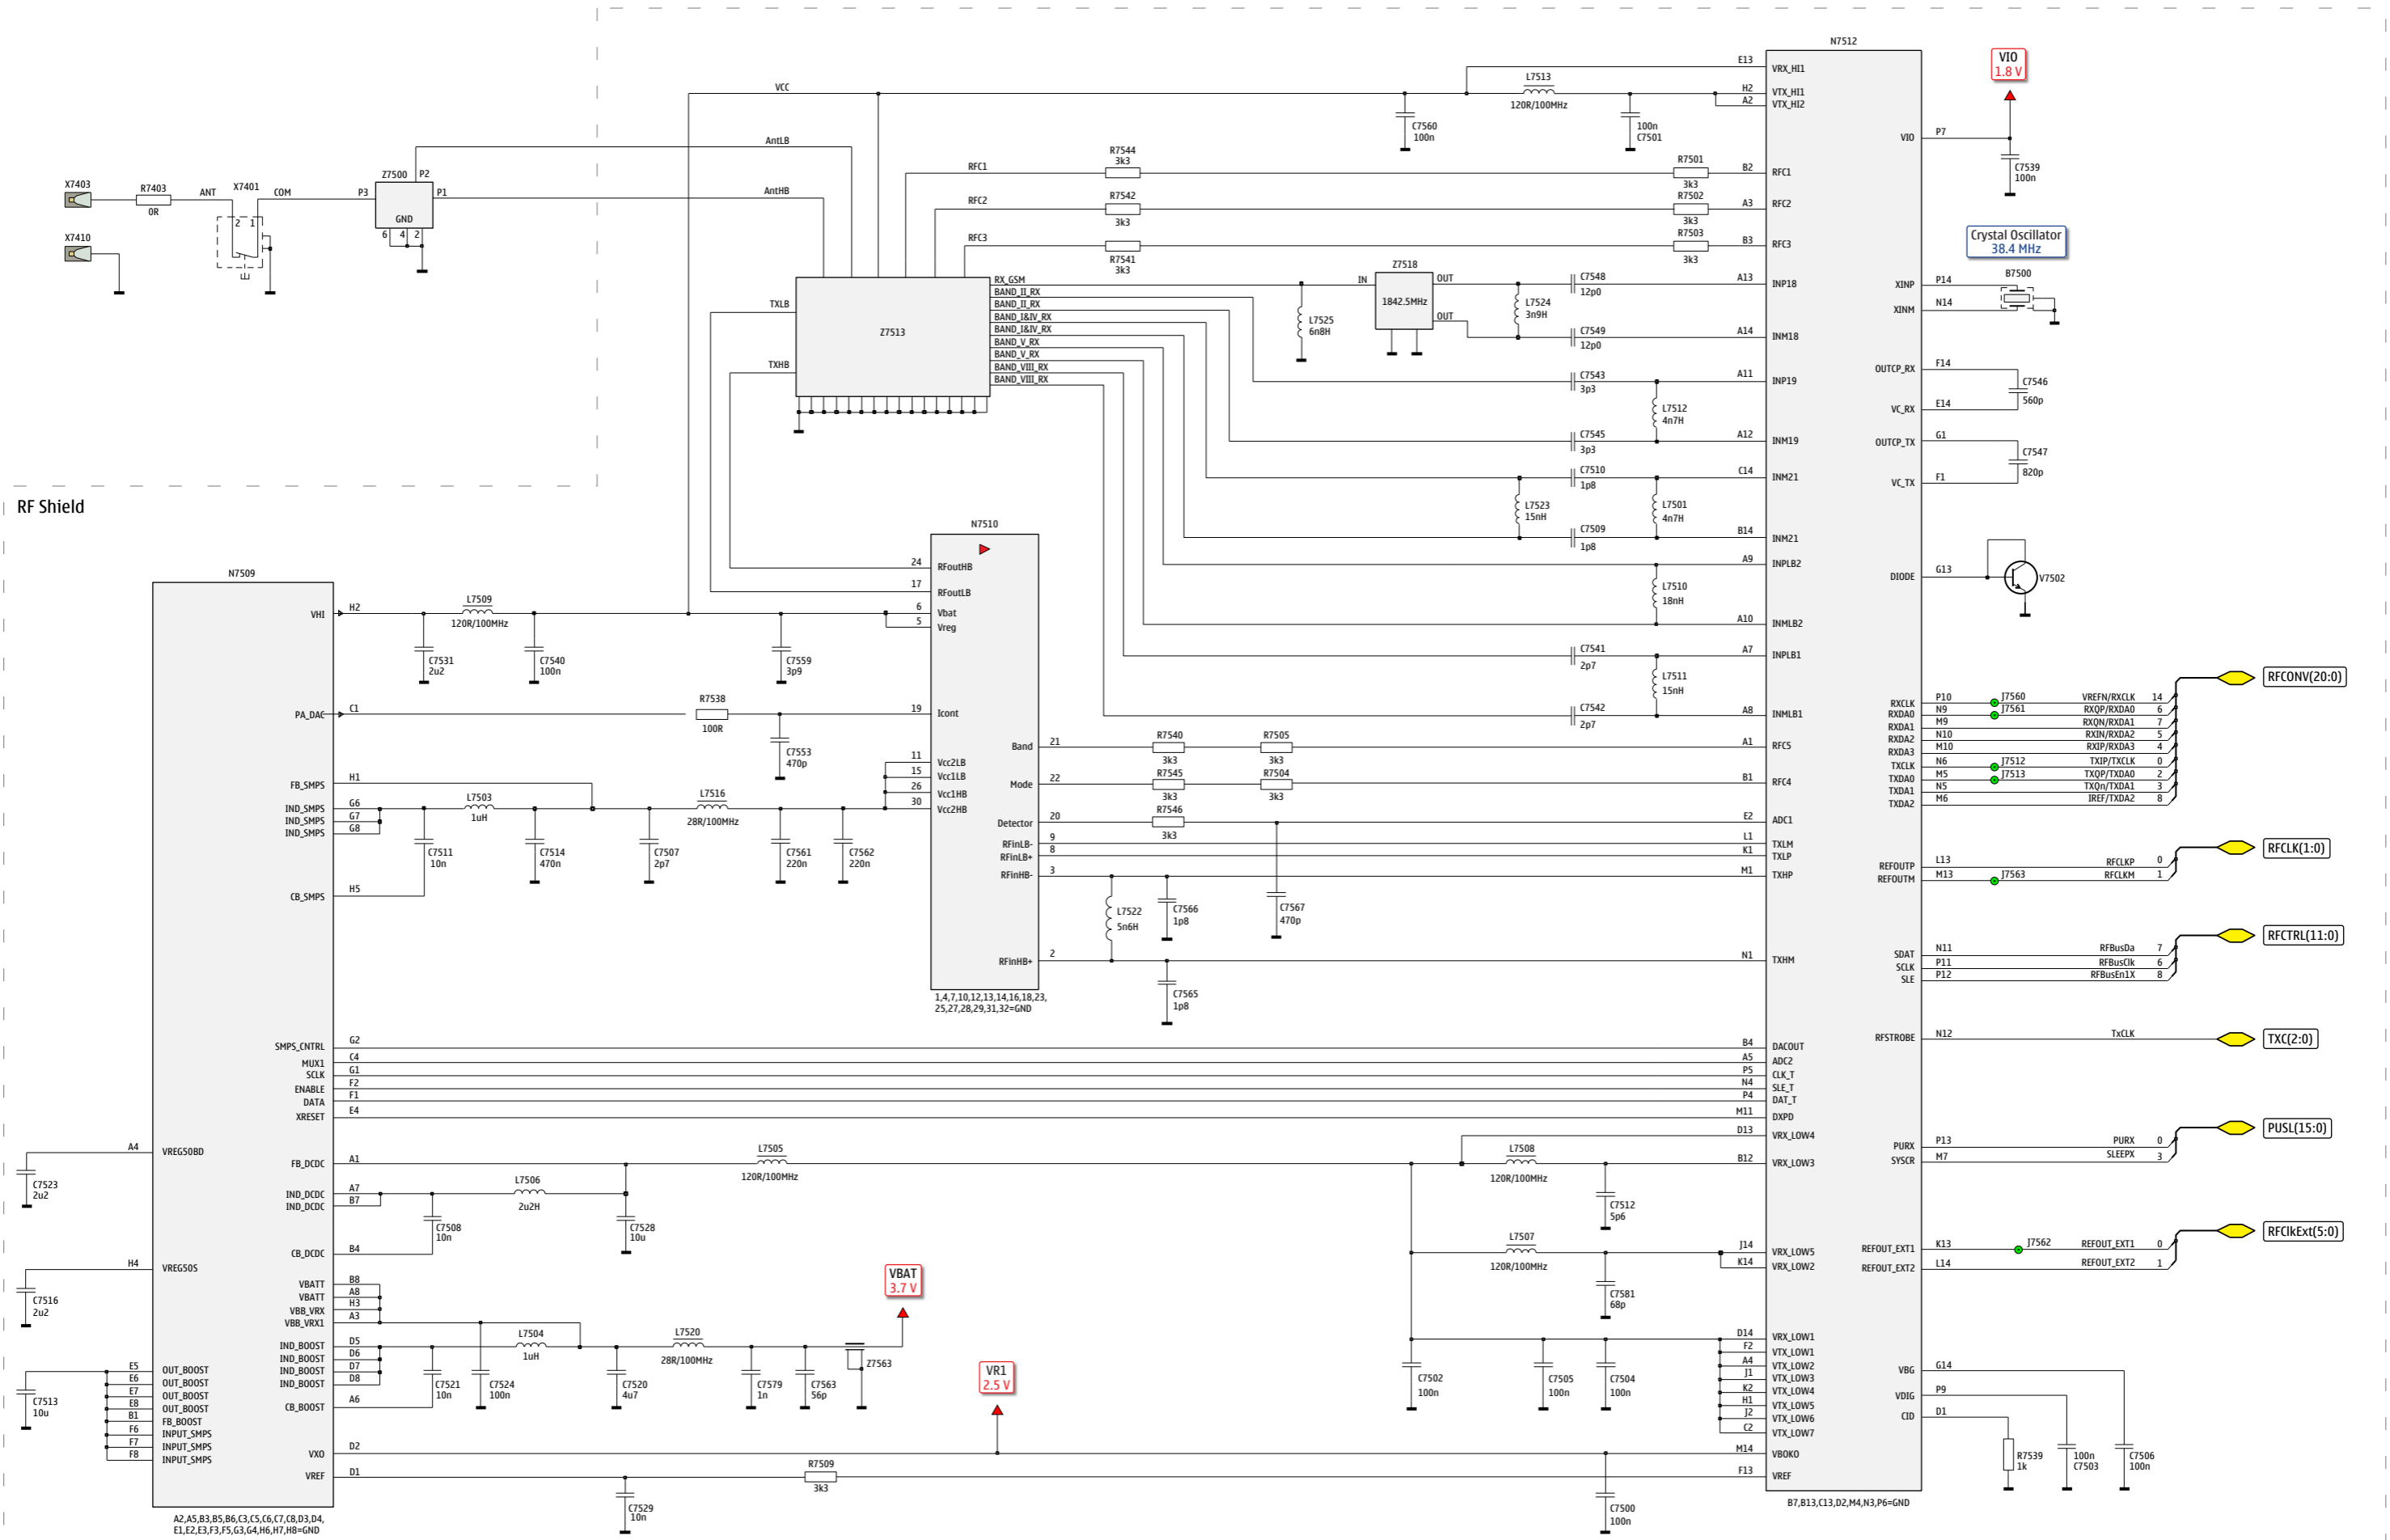 RF Shield
X7403
R7403
0R
ANT
X7401
COM
2 1
X7410
P3
Z7500
P2
P1
GND
6 4 2
VCC
AntLB
AntHB
RFC1
RFC2
RFC3
R7544
3k3
R7542
3k3
R7541
3k3
R7501
3k3
R7502
3k3
R7503
3k3
L7513
120R/100MHz
C7560
100n
100n
C7501
Z7513
TXLB
TXHB
RX_GSM
BAND_II_RX
BAND_II_RX
BAND_I&IV_RX
BAND_I&IV_RX
BAND_V_RX
BAND_V_RX
BAND_VIII_RX
BAND_VIII_RX
L7525
6n8H
Z7518
IN
OUT
1842.5MHz
OUT
L7524
3n9H
C7548
12p0
C7549
12p0
C7543
3p3
L7512
4n7H
C7545
3p3
C7510
1p8
L7523
15nH
L7501
4n7H
C7509
1p8
L7510
18nH
C7541
2p7
L7511
15nH
C7542
2p7
N7512
E13 VRX_HI1
H2 VTX_HI1
A2 VTX_HI2
B2 RFC1
A3 RFC2
B3 RFC3
A13 INP18
A14 INM18
A11 INP19
A12 INM19
C14 INM21
B14 INM21
A9 INPLB2
A10 INMLB2
A7 INPLB1
A8 INMLB1
A1 RFC5
B1 RFC4
E2 ADC1
L1 TXLM
K1 TXLP
M1 TXHP
N1 TXHM
B4 DACOUT
A5 ADC2
P5 CLK_T
N4 SLE_T
P4 DAT_T
M11 DXPD
D13 VRX_LOW4
B12 VRX_LOW3
J14 VRX_LOW5
K14 VRX_LOW2
D14 VRX_LOW1
F2 VTX_LOW1
A4 VTX_LOW2
J1 VTX_LOW3
K2 VTX_LOW4
H1 VTX_LOW5
J2 VTX_LOW6
C2 VTX_LOW7
M14 VBOKO
F13 VREF
B7,B13,C13,D2,M4,N3,P6=GND
VIO
1.8 V
VIO P7
C7539
100n
Crystal Oscillator
38.4 MHz
B7500
XINP P14
XINM N14
OUTCP_RX F14
VC_RX E14
C7546
560p
OUTCP_TX G1
VC_TX F1
C7547
820p
DIODE G13
V7502
RXCLK P10 J7560 VREFN/RXCLK 14
RXDA0 N9 J7561 RXQP/RXDA0 6
RXDA1 M9 RXQN/RXDA1 7
RXDA2 N10 RXIN/RXDA2 5
RXDA3 M10 RXIP/RXDA3 4
TXCLK N6 J7512 TXIP/TXCLK 0
TXDA0 M5 J7513 TXQP/TXDA0 2
TXDA1 N5 TXQn/TXDA1 3
TXDA2 M6 IREF/TXDA2 8
RFCONV(20:0)
REFOUTP L13 RFCLKP 0
REFOUTM M13 J7563 RFCLKM 1
RFCLK(1:0)
SDAT N11 RFBusDa 7
SCLK P11 RFBusClk 6
SLE P12 RFBusEn1X 8
RFCTRL(11:0)
RFSTROBE N12 TxCLK
TXC(2:0)
PURX P13 PURX 0
SYSCR M7 SLEEPX 3
PUSL(15:0)
REFOUT_EXT1 K13 J7562 REFOUT_EXT1 0
REFOUT_EXT2 L14 REFOUT_EXT2 1
RFClkExt(5:0)
VBG G14
VDIG P9
CID D1
R7539
1k
100n
C7503
C7506
100n
N7510
24 RFoutHB
17 RFoutLB
6 Vbat
5 Vreg
19 Icont
11 Vcc2LB
15 Vcc1LB
26 Vcc1HB
30 Vcc2HB
Band 21
Mode 22
Detector 20
RFinLB- 9
RFinLB+ 8
RFinHB- 3
RFinHB+ 2
1,4,7,10,12,13,14,16,18,23,
25,27,28,29,31,32=GND
R7540
3k3
R7505
3k3
R7545
3k3
R7504
3k3
R7546
3k3
L7522
5n6H
C7566
1p8
C7567
470p
C7565
1p8
N7509
VHI H2
PA_DAC C1
FB_SMPS H1
IND_SMPS G6
IND_SMPS G7
IND_SMPS G8
CB_SMPS H5
SMPS_CNTRL G2
MUX1 C4
SCLK G1
ENABLE F2
DATA F1
XRESET E4
FB_DCDC A1
IND_DCDC A7
IND_DCDC B7
CB_DCDC B4
VBATT B8
VBATT A8
VBB_VRX H3
VBB_VRX1 A3
IND_BOOST D5
IND_BOOST D6
IND_BOOST D7
IND_BOOST D8
CB_BOOST A6
VXO D2
VREF D1
A4 VREG50BD
H4 VREG50S
E5 OUT_BOOST
E6 OUT_BOOST
E7 OUT_BOOST
E8 OUT_BOOST
B1 FB_BOOST
F6 INPUT_SMPS
F7 INPUT_SMPS
F8 INPUT_SMPS
A2,A5,B3,B5,B6,C3,C5,C6,C7,C8,D3,D4,
E1,E2,E3,F3,F5,G3,G4,H6,H7,H8=GND
L7509
120R/100MHz
C7531
2u2
C7540
100n
C7559
3p9
R7538
100R
C7553
470p
L7503
1uH
L7516
28R/100MHz
C7511
10n
C7514
470n
C7507
2p7
C7561
220n
C7562
220n
C7523
2u2
C7516
2u2
C7513
10u
L7505
120R/100MHz
L7506
2u2H
C7508
10n
C7528
10u
VBAT
3.7 V
L7504
1uH
L7520
28R/100MHz
Z7563
C7521
10n
C7524
100n
C7520
4u7
C7579
1n
C7563
56p
VR1
2.5 V
R7509
3k3
C7529
10n
L7508
120R/100MHz
C7512
5p6
L7507
120R/100MHz
C7581
68p
C7502
100n
C7505
100n
C7504
100n
C7500
100n